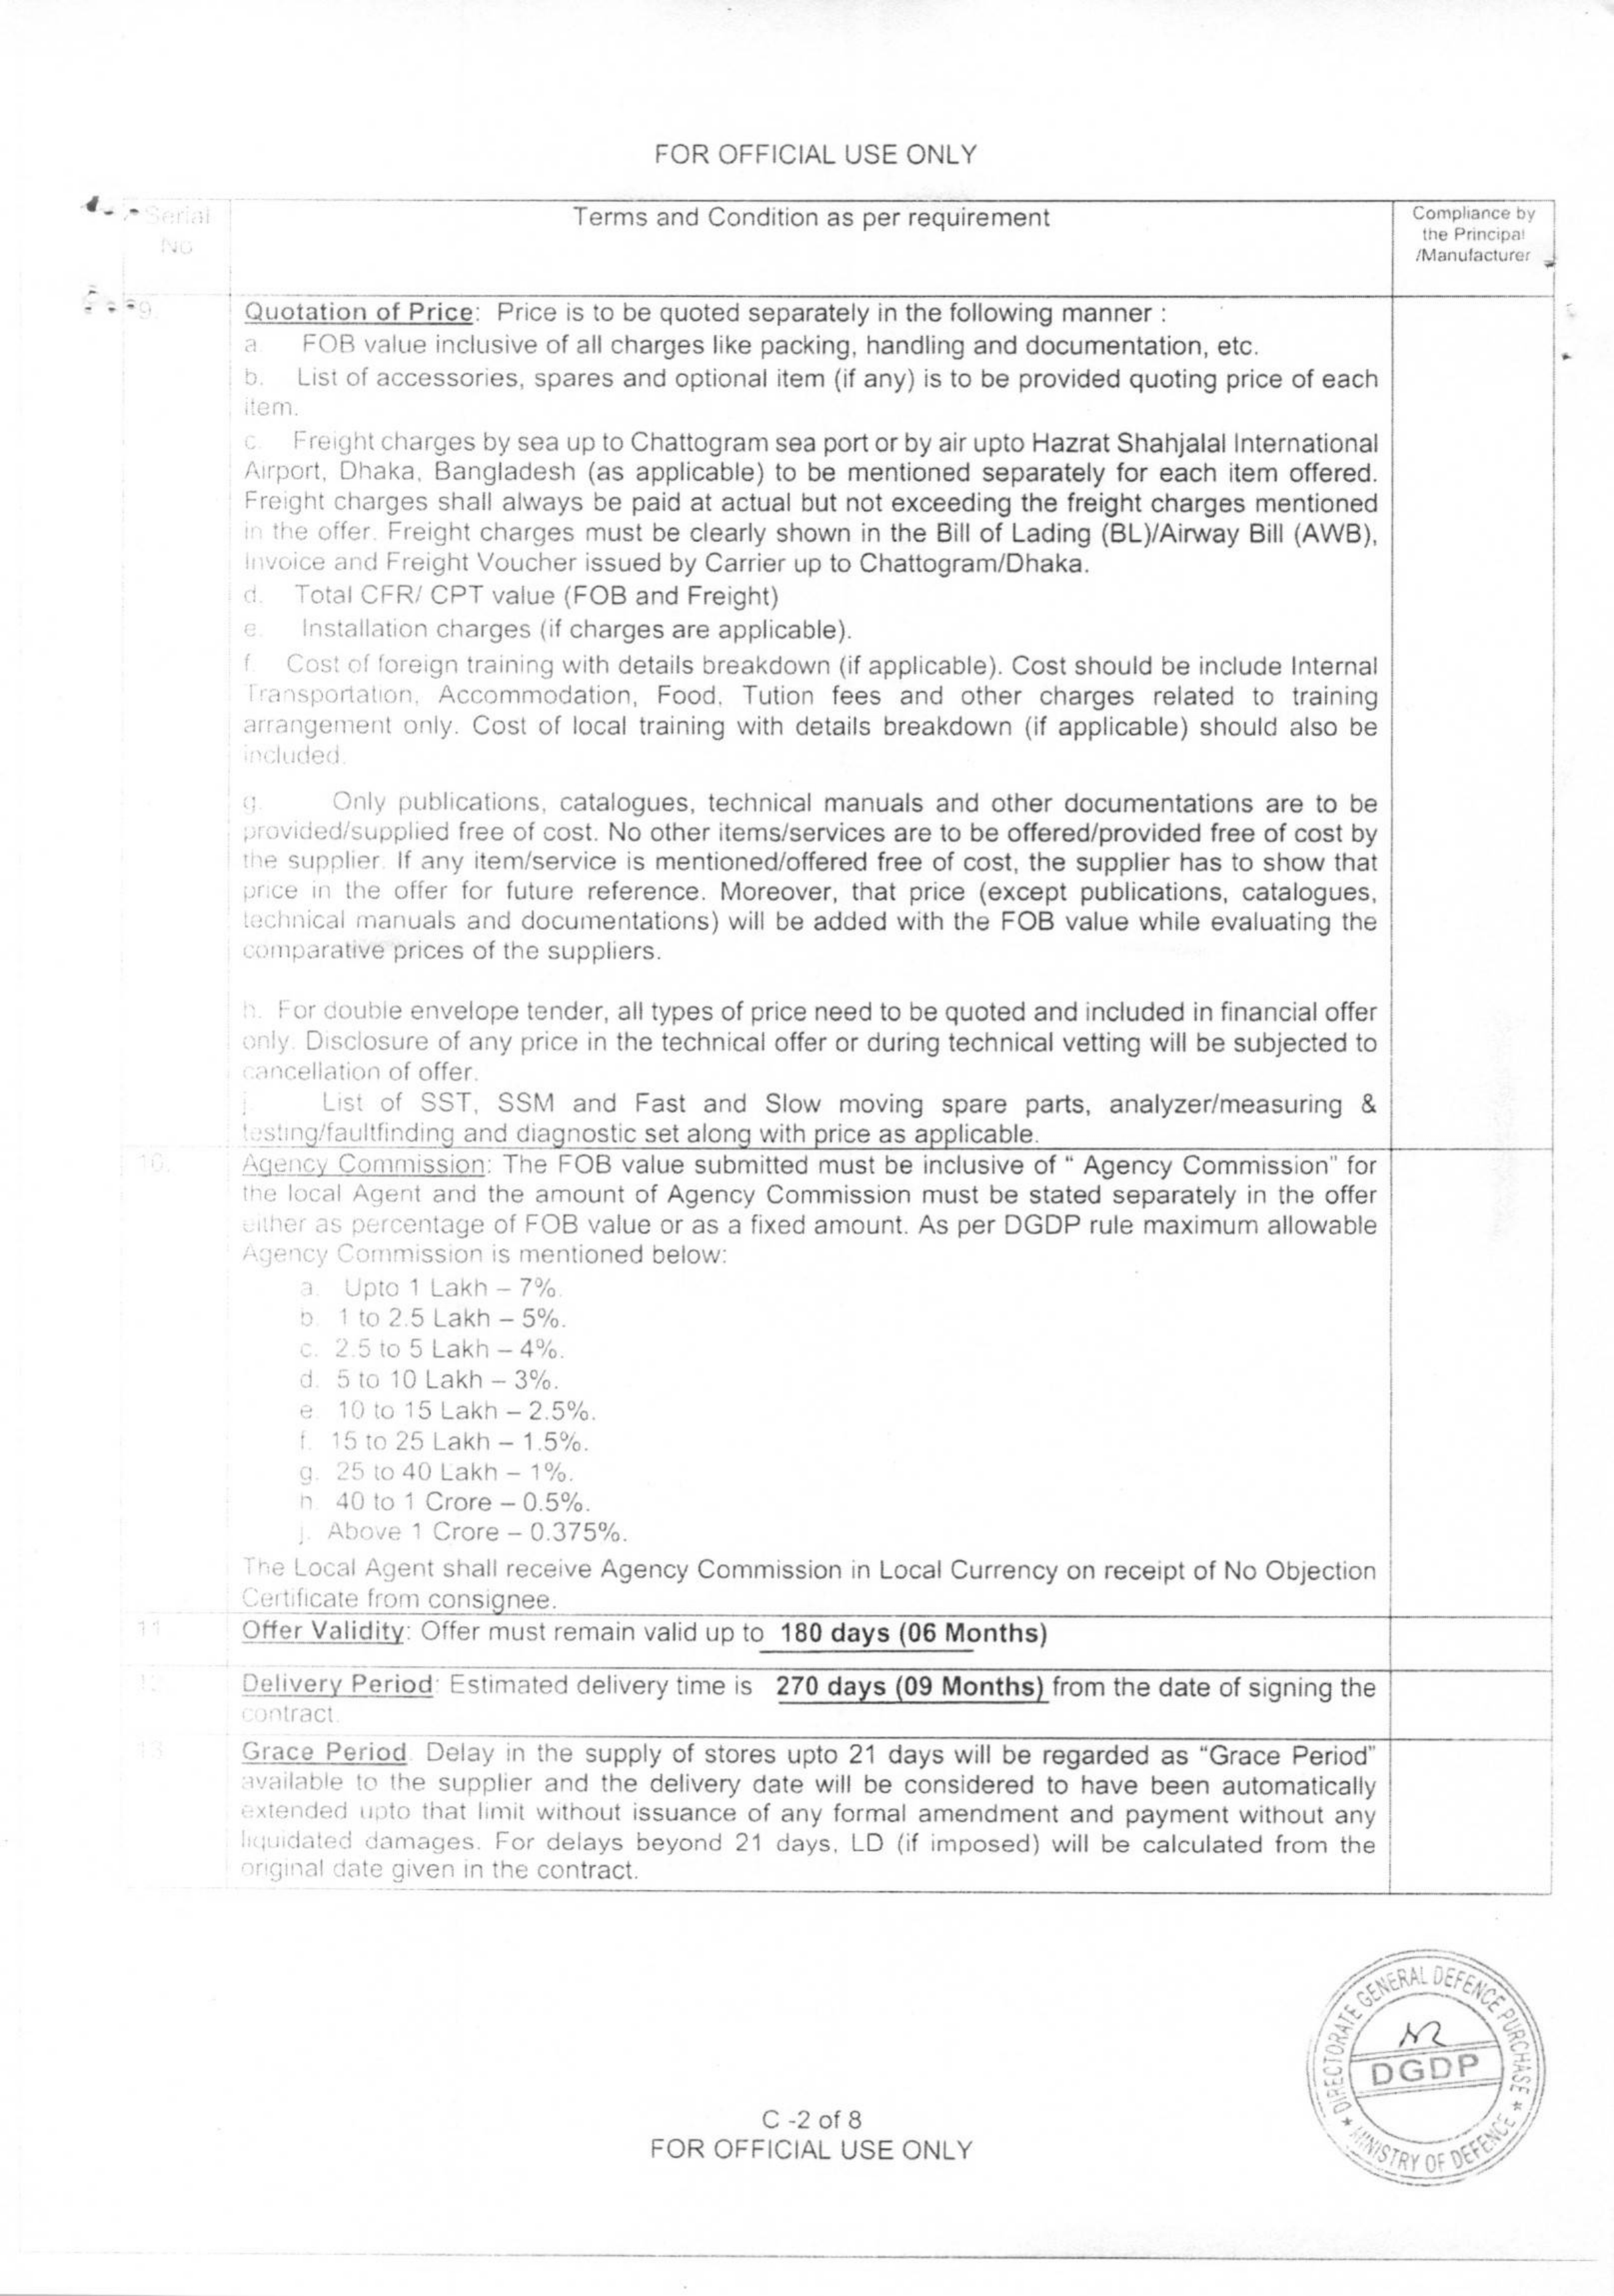 FOR OFFICIAL USE ONLY
Serial No
Terms and Condition as per requirement
Compliance by
the Principal
/Manufacturer
9.
Quotation of Price: Price is to be quoted separately in the following manner :
a. FOB value inclusive of all charges like packing, handling and documentation, etc.
b. List of accessories, spares and optional item (if any) is to be provided quoting price of each
item.
c. Freight charges by sea up to Chattogram sea port or by air upto Hazrat Shahjalal International
Airport, Dhaka, Bangladesh (as applicable) to be mentioned separately for each item offered.
Freight charges shall always be paid at actual but not exceeding the freight charges mentioned
in the offer. Freight charges must be clearly shown in the Bill of Lading (BL)/Airway Bill (AWB),
Invoice and Freight Voucher issued by Carrier up to Chattogram/Dhaka.
d. Total CFR/ CPT value (FOB and Freight)
e. Installation charges (if charges are applicable).
f. Cost of foreign training with details breakdown (if applicable). Cost should be include Internal
Transportation, Accommodation, Food, Tution fees and other charges related to training
arrangement only. Cost of local training with details breakdown (if applicable) should also be
included.
g. Only publications, catalogues, technical manuals and other documentations are to be
provided/supplied free of cost. No other items/services are to be offered/provided free of cost by
the supplier. If any item/service is mentioned/offered free of cost, the supplier has to show that
price in the offer for future reference. Moreover, that price (except publications, catalogues,
technical manuals and documentations) will be added with the FOB value while evaluating the
comparative prices of the suppliers.
h. For double envelope tender, all types of price need to be quoted and included in financial offer
only. Disclosure of any price in the technical offer or during technical vetting will be subjected to
cancellation of offer.
j. List of SST, SSM and Fast and Slow moving spare parts, analyzer/measuring &
testing/faultfinding and diagnostic set along with price as applicable.
10.
Agency Commission: The FOB value submitted must be inclusive of “ Agency Commission” for
the local Agent and the amount of Agency Commission must be stated separately in the offer
either as percentage of FOB value or as a fixed amount. As per DGDP rule maximum allowable
Agency Commission is mentioned below:
a. Upto 1 Lakh – 7%.
b. 1 to 2.5 Lakh – 5%.
c. 2.5 to 5 Lakh – 4%.
d. 5 to 10 Lakh – 3%.
e. 10 to 15 Lakh – 2.5%.
f. 15 to 25 Lakh – 1.5%.
g. 25 to 40 Lakh – 1%.
h. 40 to 1 Crore – 0.5%.
j. Above 1 Crore – 0.375%.
The Local Agent shall receive Agency Commission in Local Currency on receipt of No Objection
Certificate from consignee.
11
Offer Validity: Offer must remain valid up to 180 days (06 Months)
12
Delivery Period: Estimated delivery time is 270 days (09 Months) from the date of signing the
contract.
13
Grace Period. Delay in the supply of stores upto 21 days will be regarded as “Grace Period”
available to the supplier and the delivery date will be considered to have been automatically
extended upto that limit without issuance of any formal amendment and payment without any
liquidated damages. For delays beyond 21 days, LD (if imposed) will be calculated from the
original date given in the contract.
DIRECTORATE GENERAL DEFENCE PURCHASE
DGDP
MINISTRY OF DEFENCE
C -2 of 8
FOR OFFICIAL USE ONLY